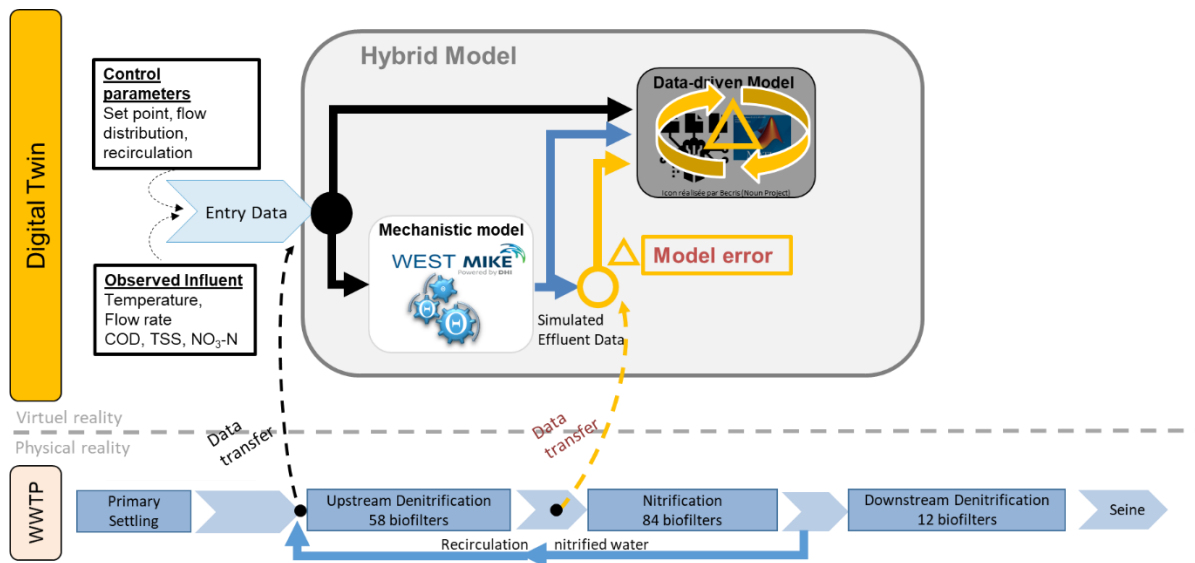 Digital Twin
Hybrid Model
Control
parameters
Set point, flow
distribution,
recirculation
Entry Data
Observed Influent
Temperature,
Flow rate
COD, TSS, NO₃-N
Mechanistic model
WEST MIKE
Powered by DHI
Simulated
Effluent Data
Data-driven Model
Icon réalisée par Becris (Noun Project)
Model error
Virtuel reality
Physical reality
Data
transfer
Data
transfer
WWTP
Primary
Settling
Upstream Denitrification
58 biofilters
Nitrification
84 biofilters
Downstream Denitrification
12 biofilters
Seine
Recirculation nitrified water